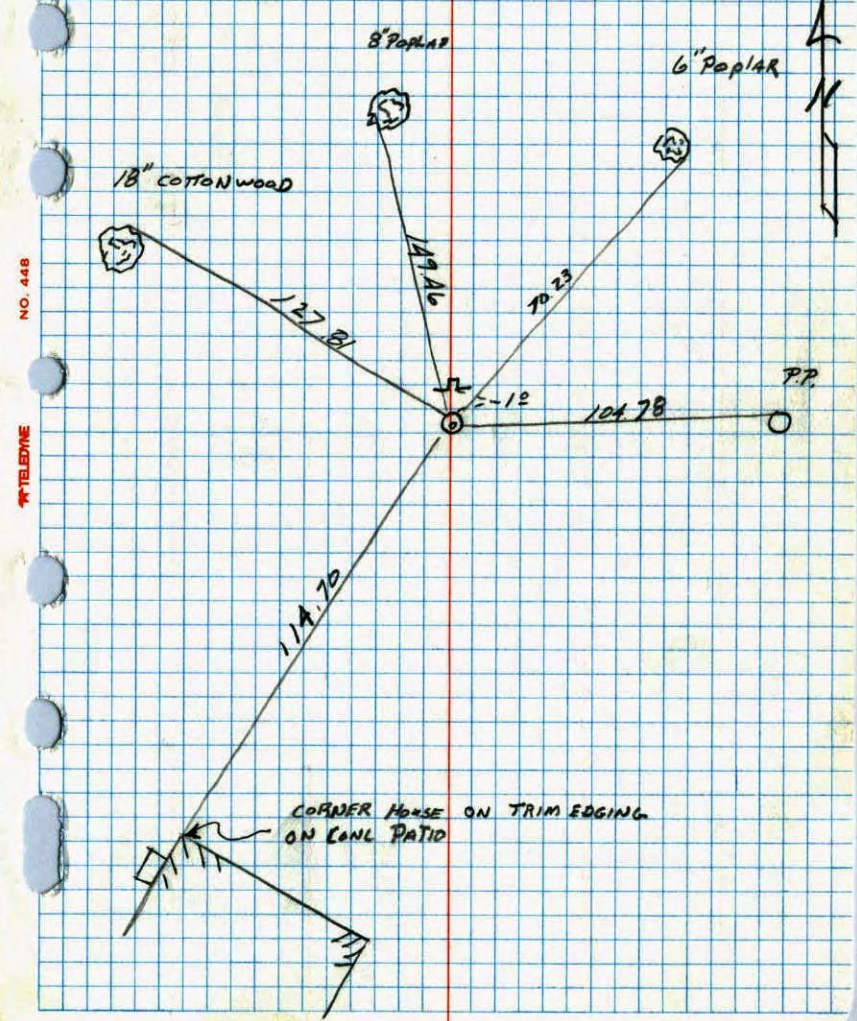 8" POPLAR
6" POPlAR
N
18" COTTONWOOD
149.46
70.23
127.81
P.P.
104.78
114.70
CORNER HOUSE ON TRIM EDGING
ON CONC PATIO
NO. 448
TELEDYNE